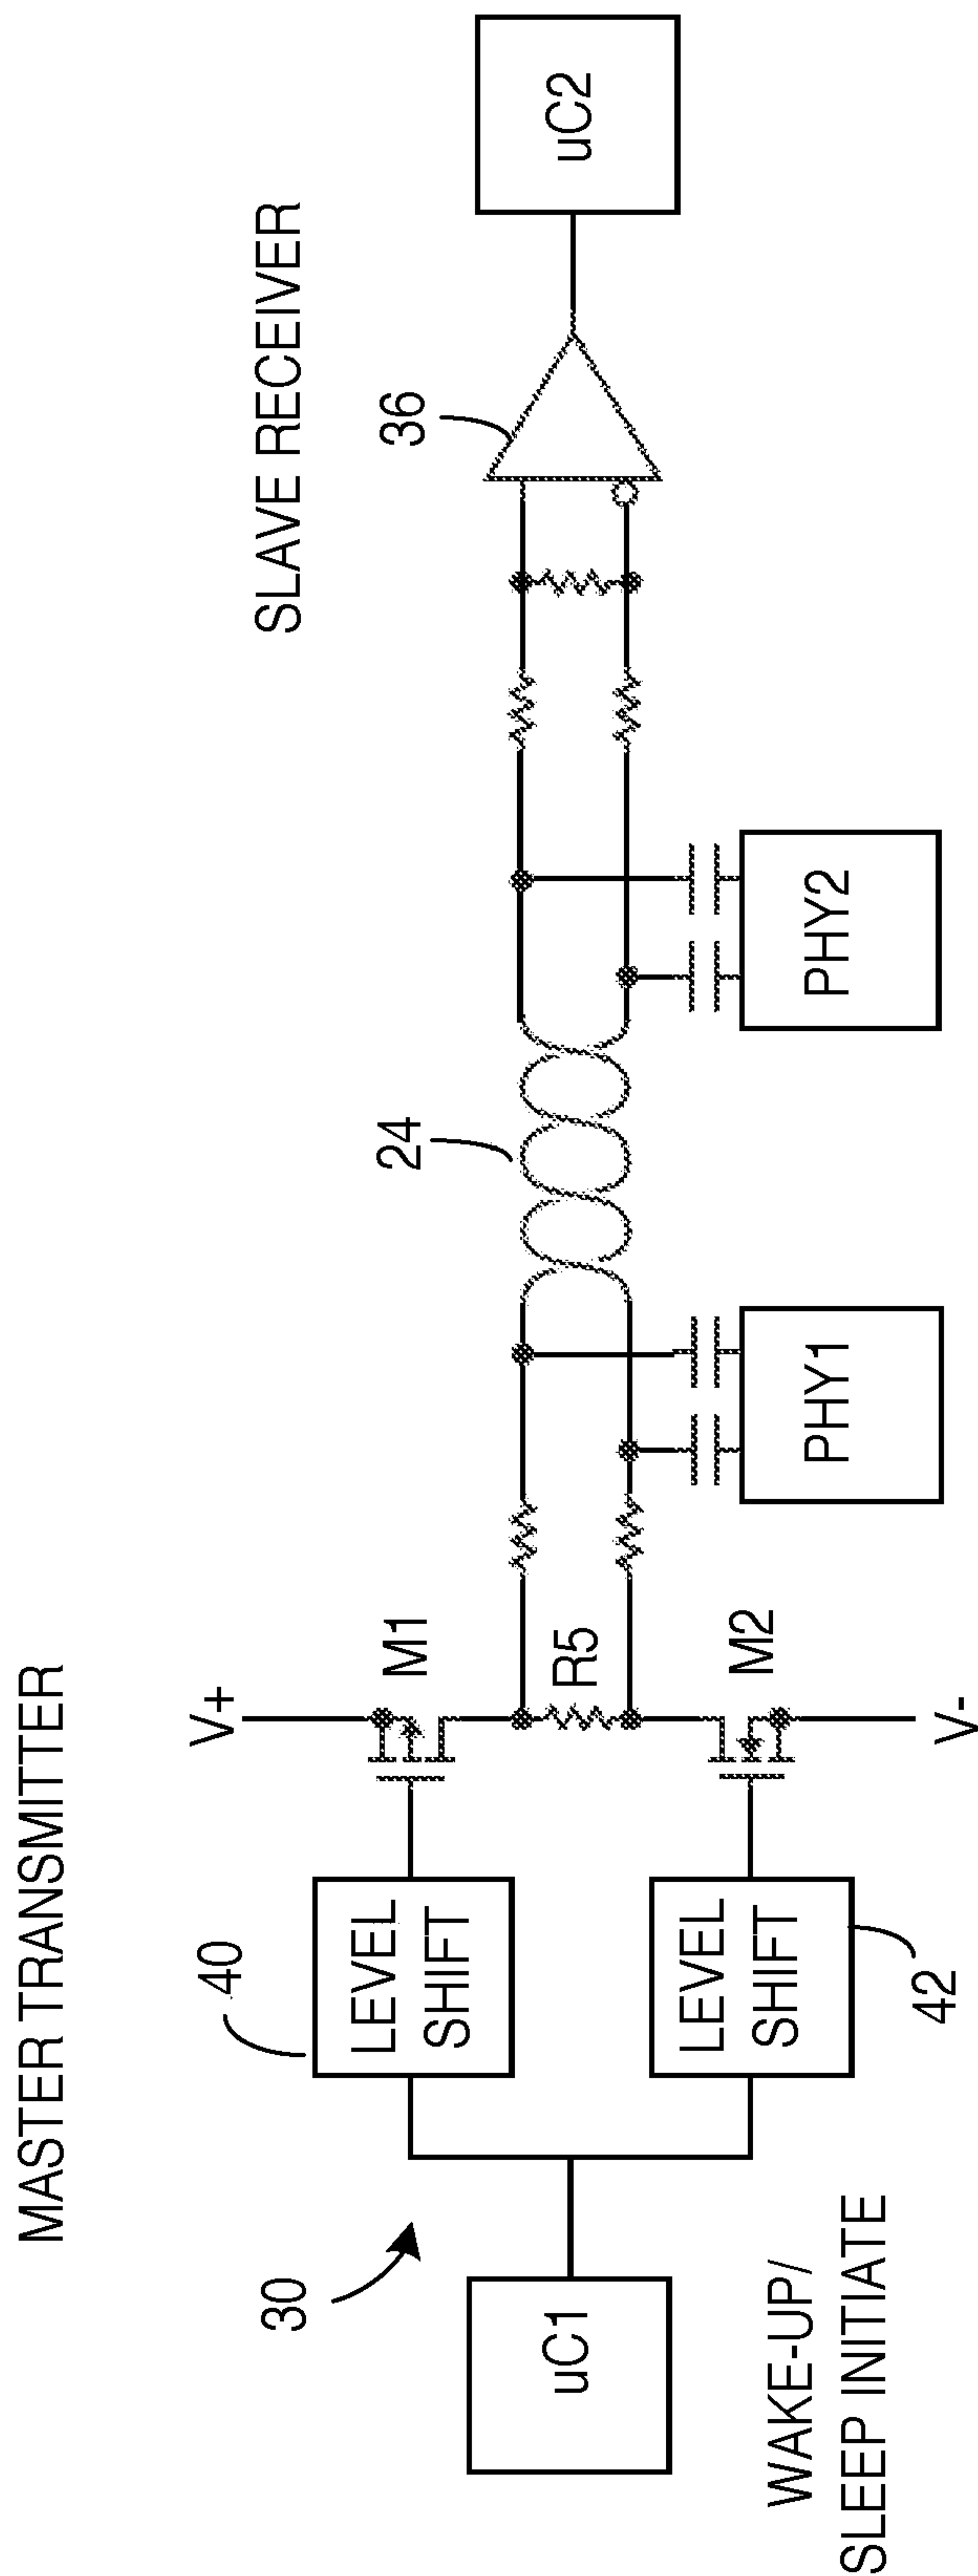 MASTER TRANSMITTER
SLAVE RECEIVER
uC1
30
WAKE-UP/
SLEEP INITIATE
40
LEVEL
SHIFT
LEVEL
SHIFT
42
V+
M1
R5
M2
V-
PHY1
24
PHY2
36
uC2